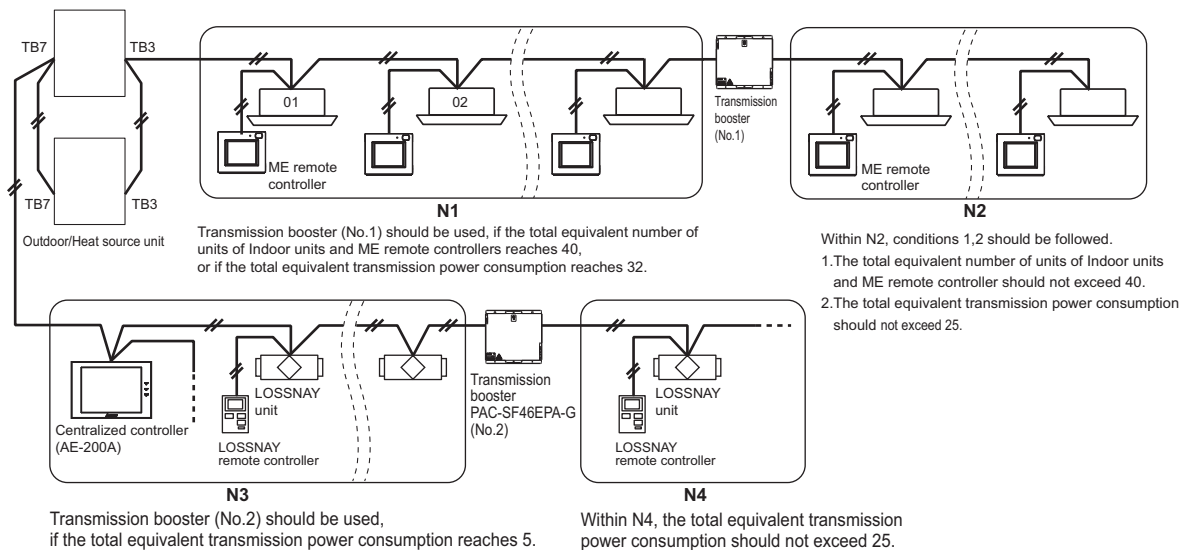 TB7
TB3
01
02
ME remote
controller
N1
Transmission booster (No.1) should be used, if the total equivalent number of
units of Indoor units and ME remote controllers reaches 40,
or if the total equivalent transmission power consumption reaches 32.
Transmission
booster
(No.1)
ME remote
controller
N2
Within N2, conditions 1,2 should be followed.
1.The total equivalent number of units of Indoor units
and ME remote controller should not exceed 40.
2.The total equivalent transmission power consumption
should not exceed 25.
TB7
TB3
Outdoor/Heat source unit
Centralized controller
(AE-200A)
LOSSNAY
unit
LOSSNAY
remote controller
N3
Transmission booster (No.2) should be used,
if the total equivalent transmission power consumption reaches 5.
Transmission
booster
PAC-SF46EPA-G
(No.2)
LOSSNAY
unit
LOSSNAY
remote controller
N4
Within N4, the total equivalent transmission
power consumption should not exceed 25.